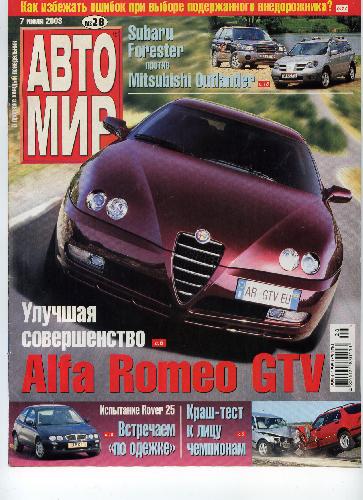 Как избежать ошибок при выборе подержанного внедорожника?
7 июля 2003 №28
АВТО
МИР
Subaru
Forester
против
Mitsubishi Outlander
AR·GTV EU
Улучшая
совершенство с.6
Alfa Romeo GTV
Испытание Rover 25
Встречаем
"по одежке"
Краш-тест
к лицу
чемпионам